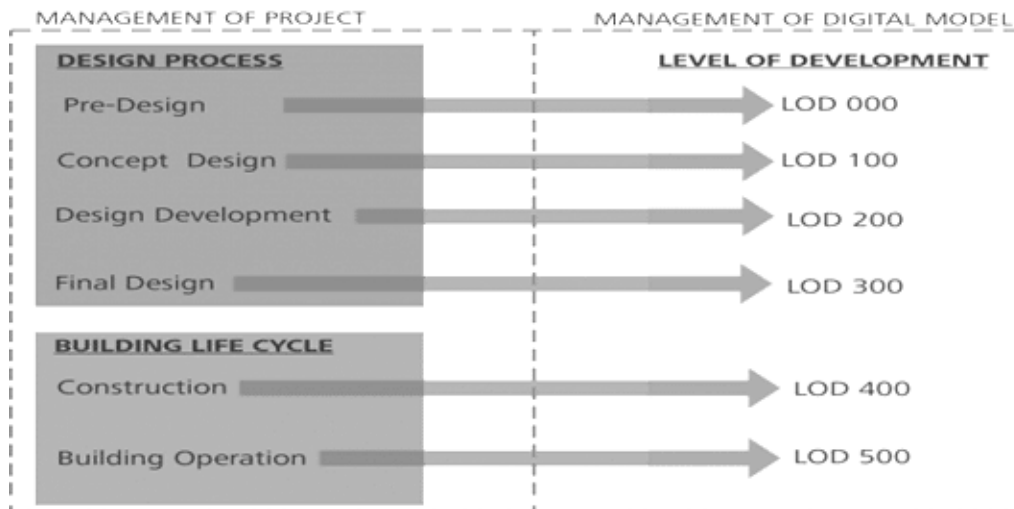 MANAGEMENT OF PROJECT
MANAGEMENT OF DIGITAL MODEL
DESIGN PROCESS
LEVEL OF DEVELOPMENT
Pre-Design
LOD 000
Concept Design
LOD 100
Design Development
LOD 200
Final Design
LOD 300
BUILDING LIFE CYCLE
Construction
LOD 400
Building Operation
LOD 500